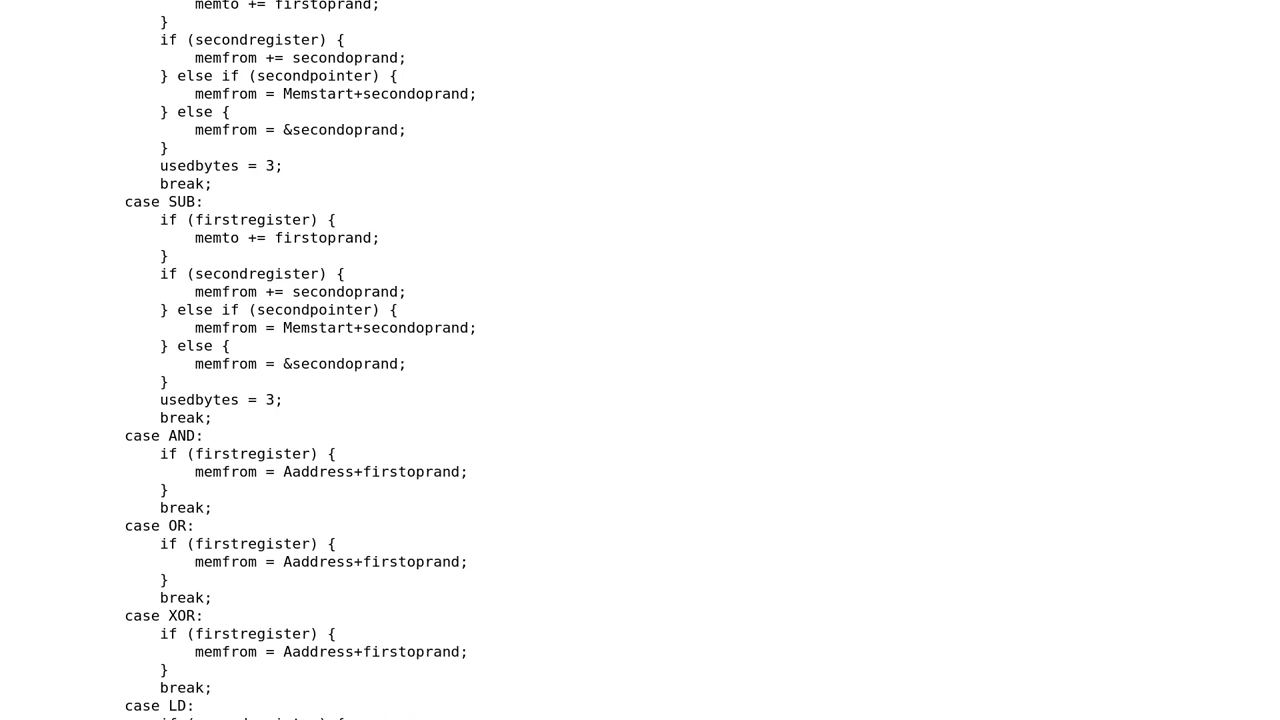 memto += firstoprand;
}
if (secondregister) {
memfrom += secondoprand;
} else if (secondpointer) {
memfrom = Memstart+secondoprand;
} else {
memfrom = &secondoprand;
}
usedbytes = 3;
break;
case SUB:
if (firstregister) {
memto += firstoprand;
}
if (secondregister) {
memfrom += secondoprand;
} else if (secondpointer) {
memfrom = Memstart+secondoprand;
} else {
memfrom = &secondoprand;
}
usedbytes = 3;
break;
case AND:
if (firstregister) {
memfrom = Aaddress+firstoprand;
}
break;
case OR:
if (firstregister) {
memfrom = Aaddress+firstoprand;
}
break;
case XOR:
if (firstregister) {
memfrom = Aaddress+firstoprand;
}
break;
case LD: